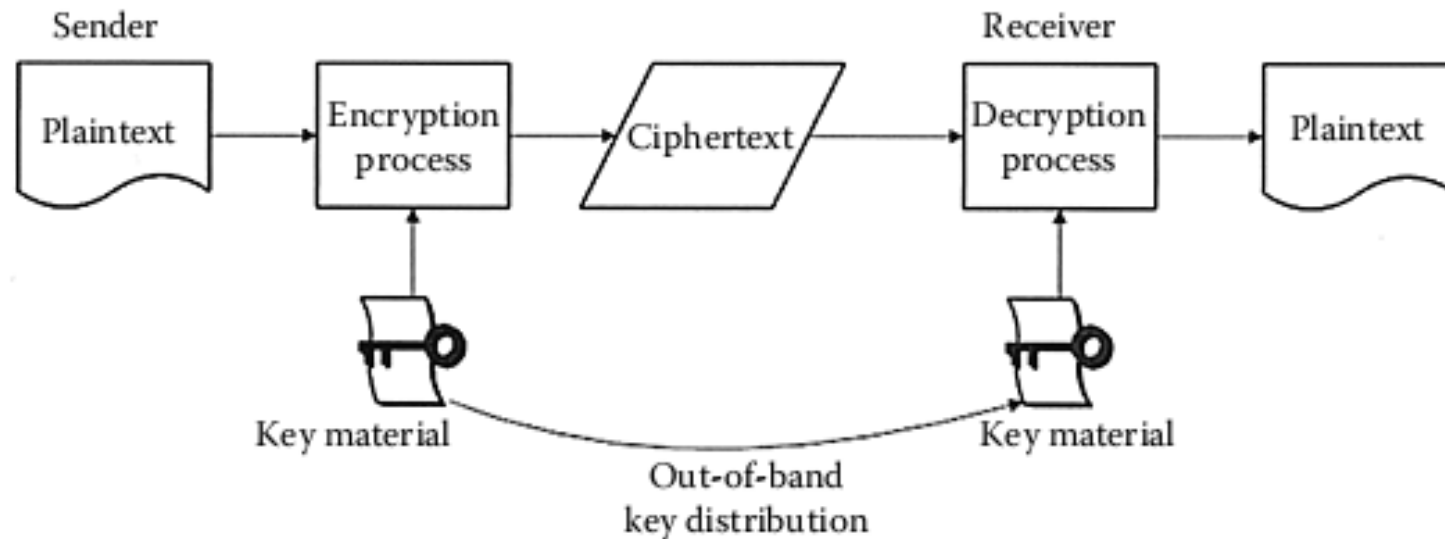 Sender
Receiver
Plaintext
Encryption
process
Ciphertext
Decryption
process
Plaintext
Key material
Key material
Out-of-band
key distribution